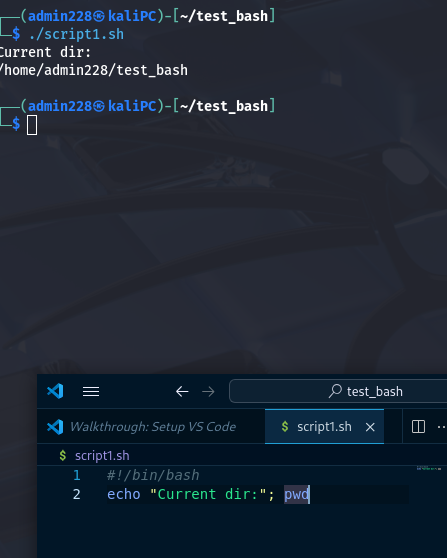 (admin228㉿kaliPC)-[~/test_bash]
$ ./script1.sh
Current dir:
/home/admin228/test_bash
(admin228㉿kaliPC)-[~/test_bash]
$
test_bash
Walkthrough: Setup VS Code
$ script1.sh
$ script1.sh
1 #!/bin/bash
2 echo "Current dir:"; pwd